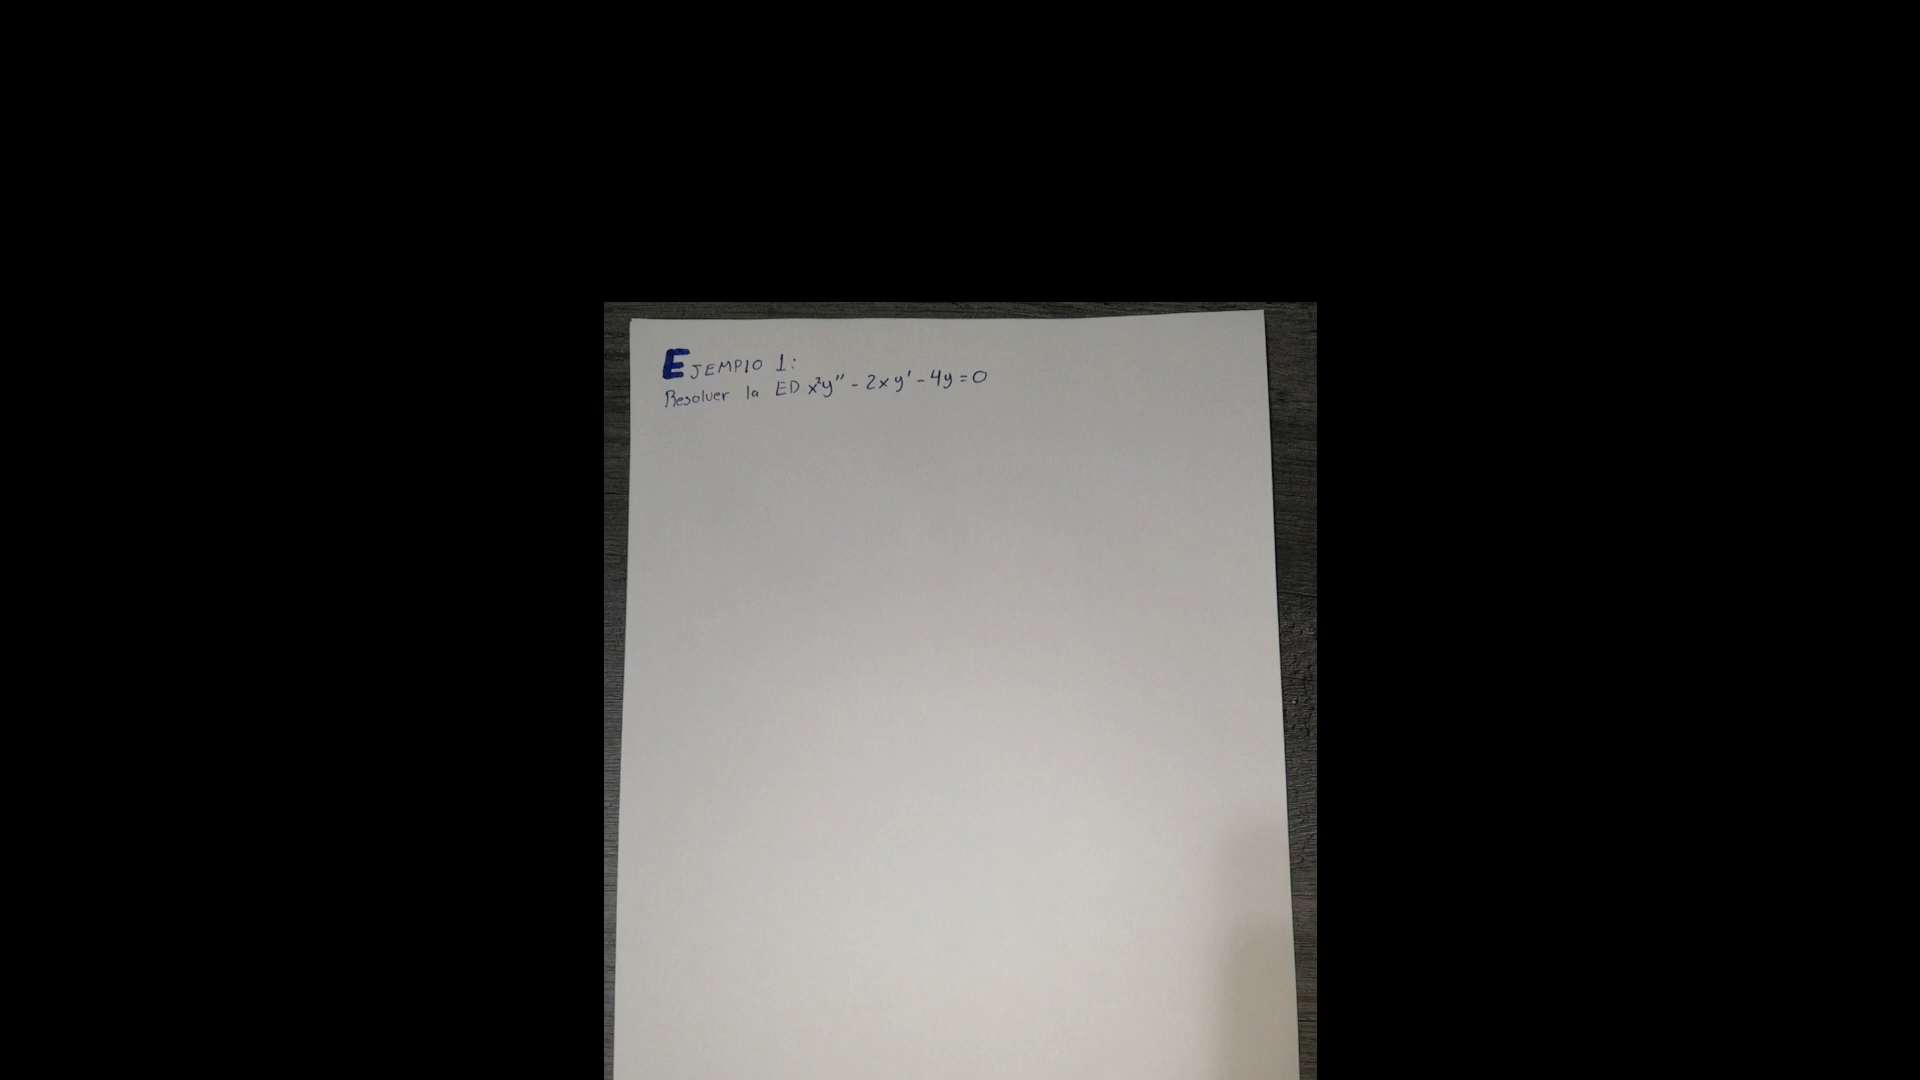 EJEMPlO 1:
Resolver la ED x²y'' - 2xy' - 4y = 0